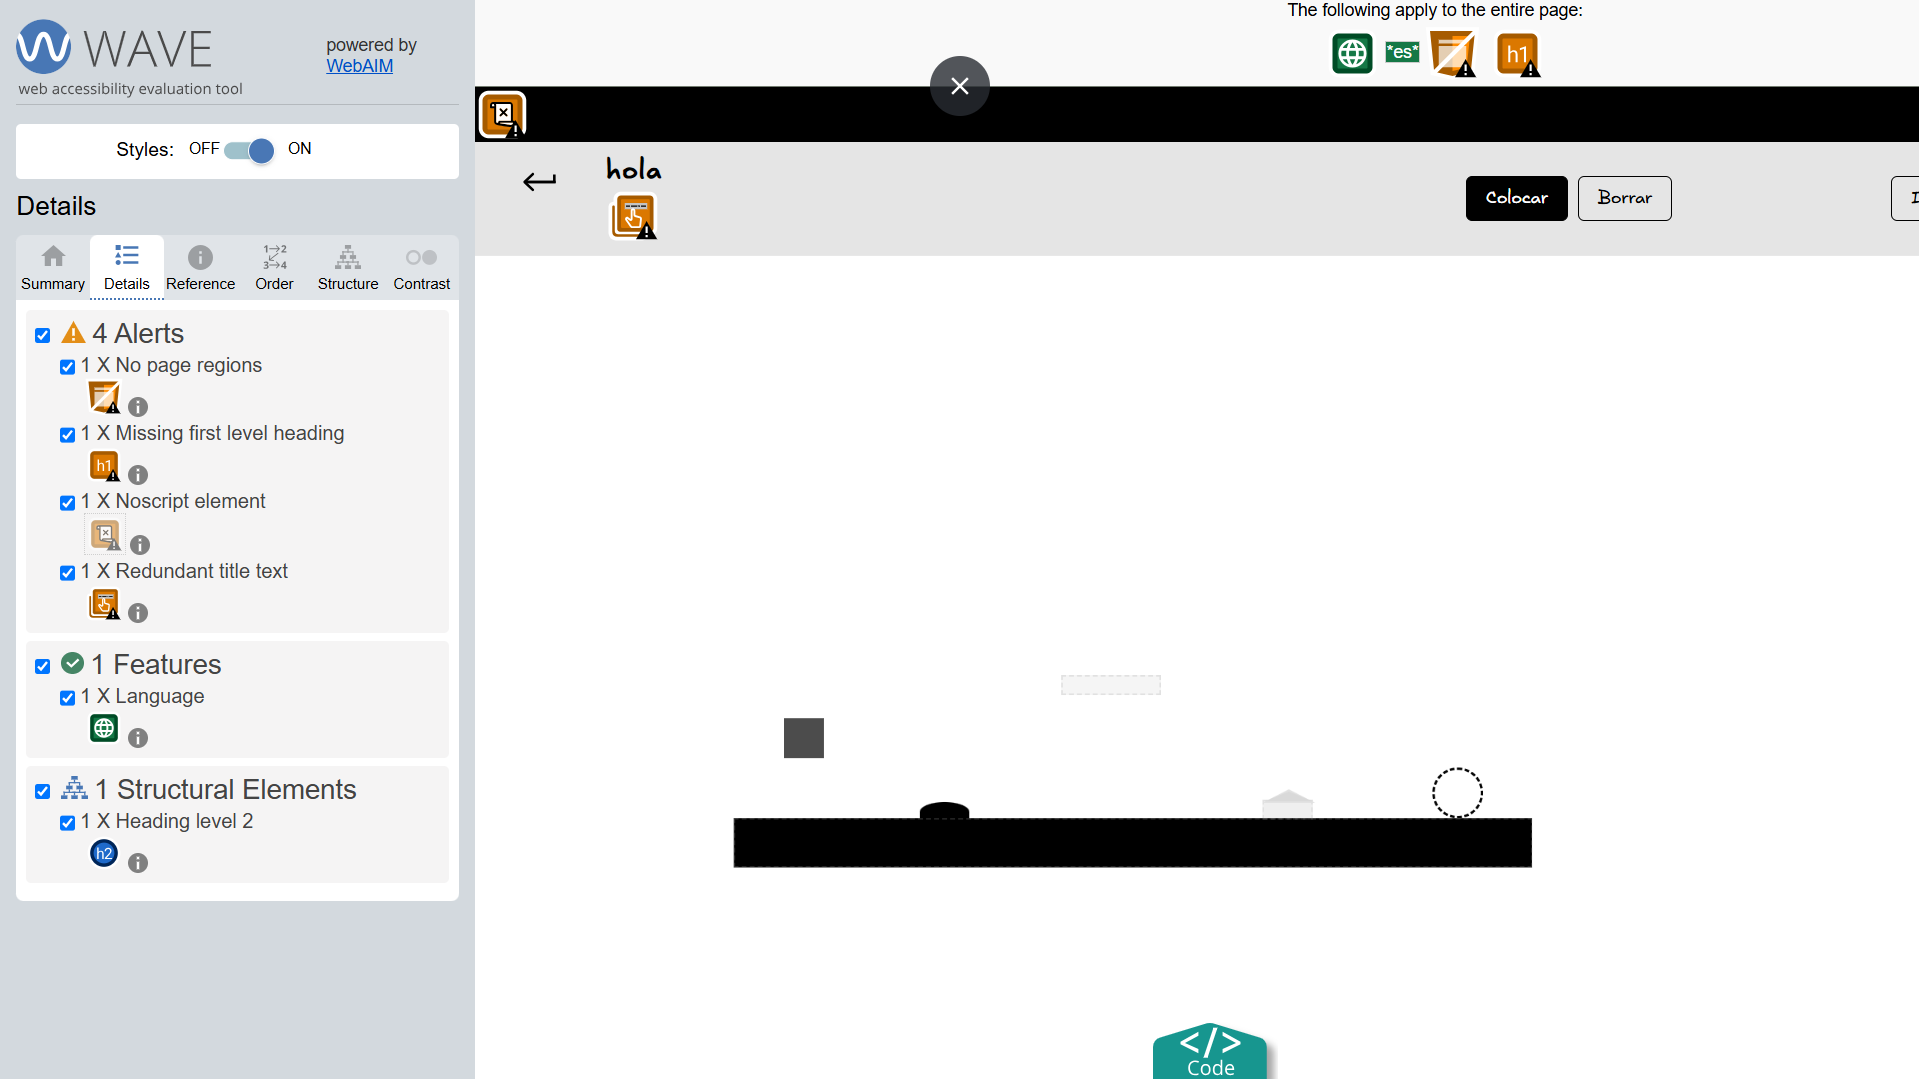 WAVE
powered by
WebAIM
web accessibility evaluation tool
Styles: OFF ON
Details
Summary
Details
Reference
Order
Structure
Contrast
4 Alerts
1 X No page regions
h1
1 X Missing first level heading
1 X Noscript element
1 X Redundant title text
1 Features
1 X Language
1 Structural Elements
1 X Heading level 2
h2
The following apply to the entire page:
*es*
h1
hola
Colocar
Borrar
</>
Code